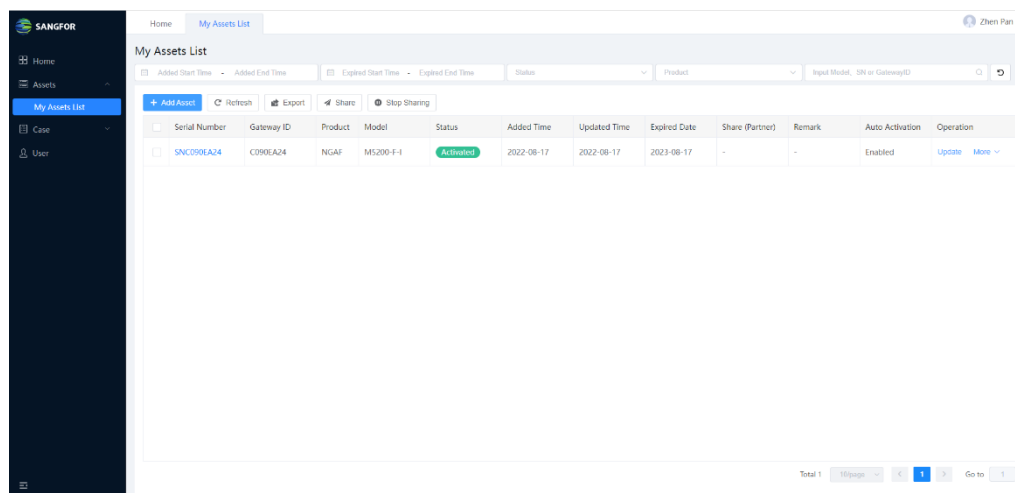 SANGFOR
Home
Assets
My Assets List
Case
User
Home My Assets List Zhen Pan
My Assets List
Added Start Time - Added End Time Expired Start Time - Expired End Time Status Product Input Model, SN or GatewayID
+ Add Asset Refresh Export Share Stop Sharing
Serial Number Gateway ID Product Model Status Added Time Updated Time Expired Date Share (Partner) Remark Auto Activation Operation
SNC090EA24 C090EA24 NGAF M5200-F-I Activated 2022-08-17 2022-08-17 2023-08-17 - - Enabled Update More
Total 1 10/page < 1 > Go to 1